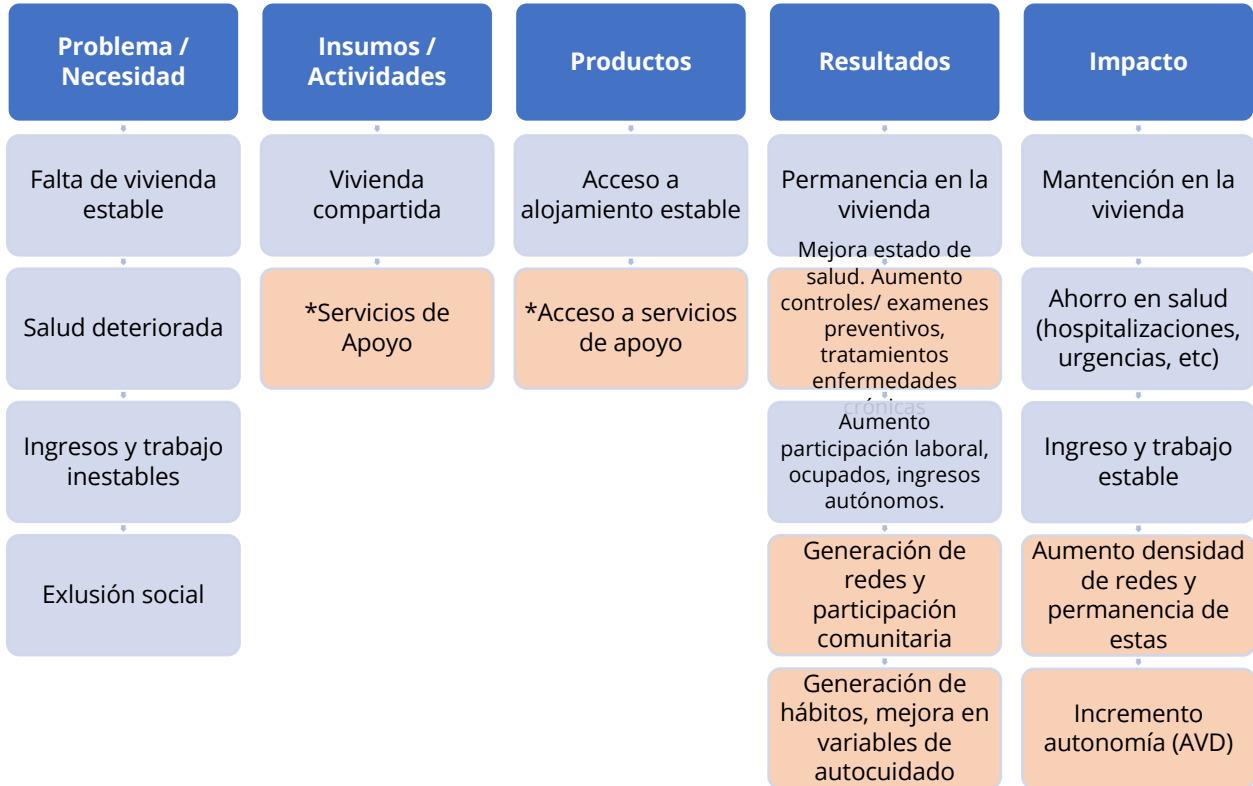 Problema /
Necesidad
Falta de vivienda
estable
Salud deteriorada
Ingresos y trabajo
inestables
Exlusión social
Insumos /
Actividades
Vivienda
compartida
*Servicios de
Apoyo
Productos
Acceso a
alojamiento estable
*Acceso a servicios
de apoyo
Resultados
Permanencia en la
vivienda
Mejora estado de
salud. Aumento
controles/ examenes
preventivos,
tratamientos
enfermedades
crónicas
Aumento
participación laboral,
ocupados, ingresos
autónomos.
Generación de
redes y
participación
comunitaria
Generación de
hábitos, mejora en
variables de
autocuidado
Impacto
Mantención en la
vivienda
Ahorro en salud
(hospitalizaciones,
urgencias, etc)
Ingreso y trabajo
estable
Aumento densidad
de redes y
permanencia de
estas
Incremento
autonomía (AVD)